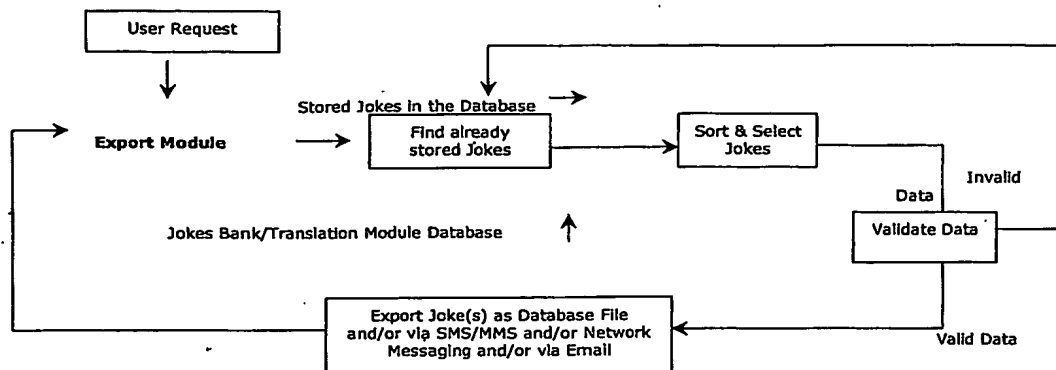 User Request
Stored Jokes in the Database
Export Module
Find already
stored Jokes
Sort & Select
Jokes
Invalid
Data
Validate Data
Jokes Bank/Translation Module Database
Export Joke(s) as Database File
and/or via SMS/MMS and/or Network
Messaging and/or via Email
Valid Data